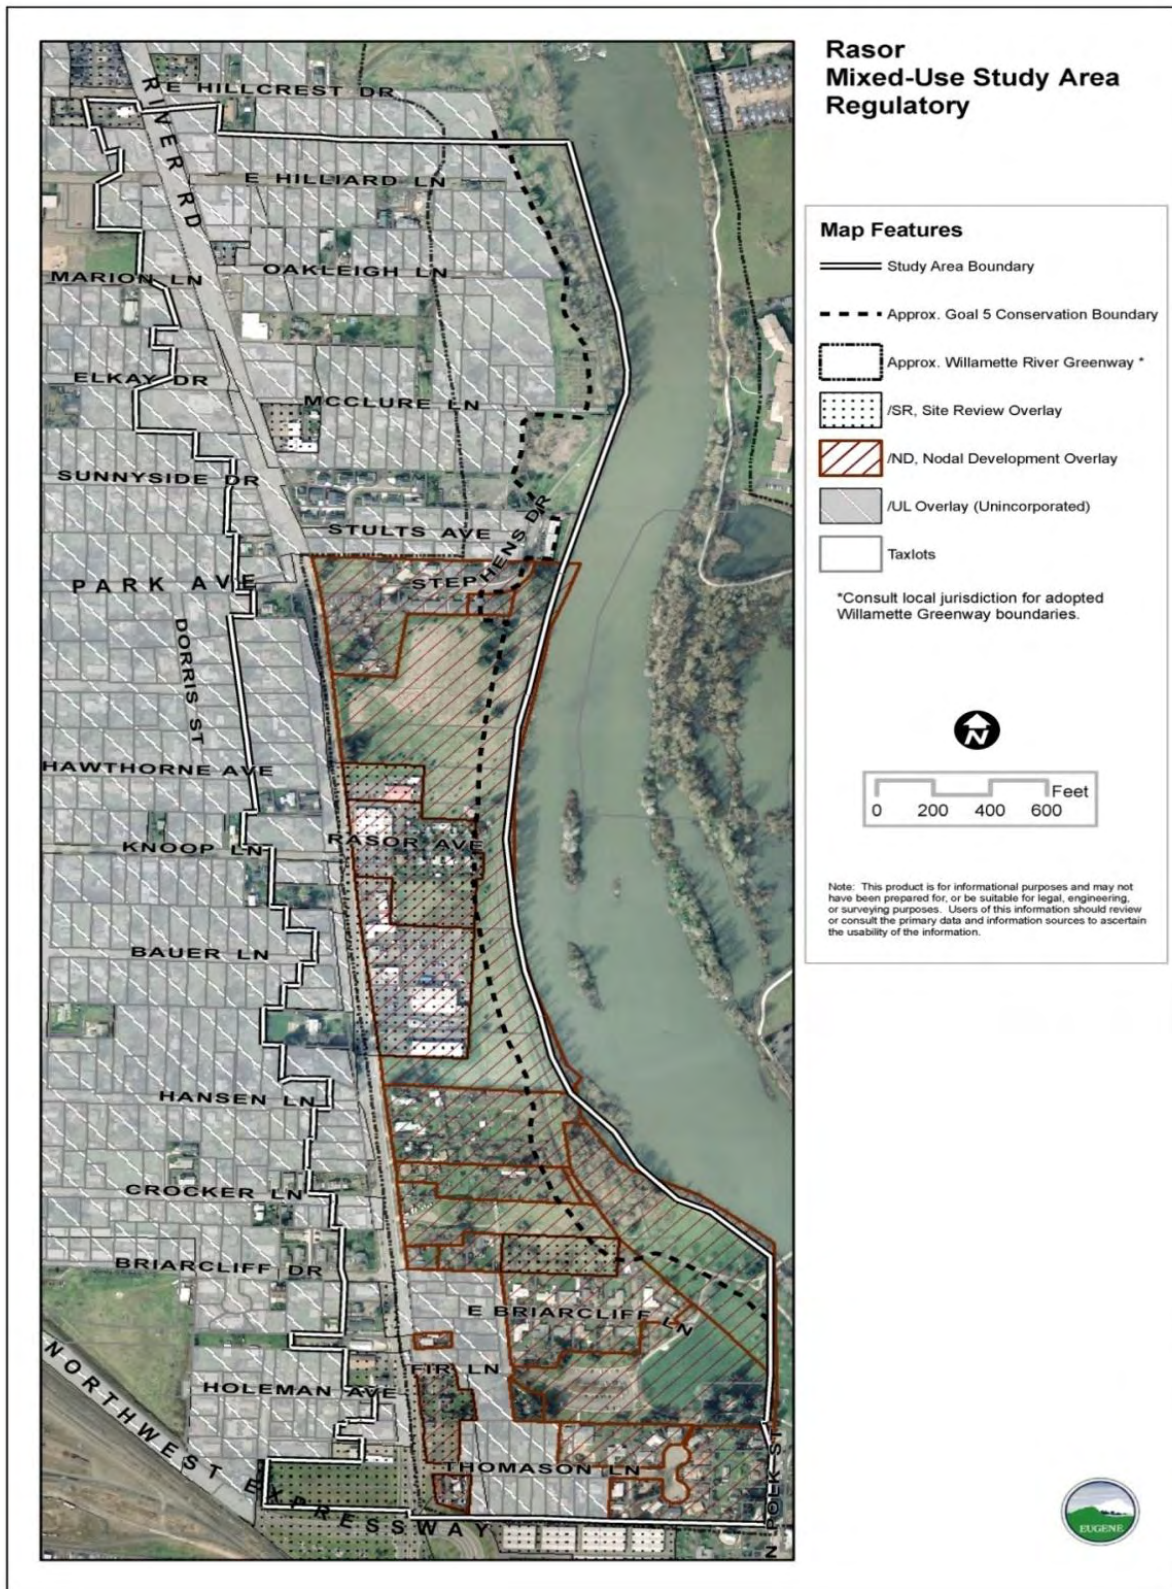 Rasor
Mixed-Use Study Area
Regulatory
Map Features
Study Area Boundary
Approx. Goal 5 Conservation Boundary
Approx. Willamette River Greenway *
/SR, Site Review Overlay
/ND, Nodal Development Overlay
/UL Overlay (Unincorporated)
Taxlots
*Consult local jurisdiction for adopted
Willamette Greenway boundaries.
N
Feet
0 200 400 600
Note: This product is for informational purposes and may not
have been prepared for, or be suitable for legal, engineering,
or surveying purposes. Users of this information should review
or consult the primary data and information sources to ascertain
the usability of the information.
EUGENE
RIVER RD
E HILLCREST DR
E HILLIARD LN
OAKLEIGH LN
MARION LN
ELKAY DR
MCCLURE LN
SUNNYSIDE DR
STULTS AVE
STEPHENS DR
PARK AVE
DORRIS ST
HAWTHORNE AVE
RASOR AVE
KNOOP LN
BAUER LN
HANSEN LN
CROCKER LN
BRIARCLIFF DR
E BRIARCLIFF LN
FIR LN
HOLEMAN AVE
THOMASON LN
NORTHWEST EXPRESSWAY
N POLK ST